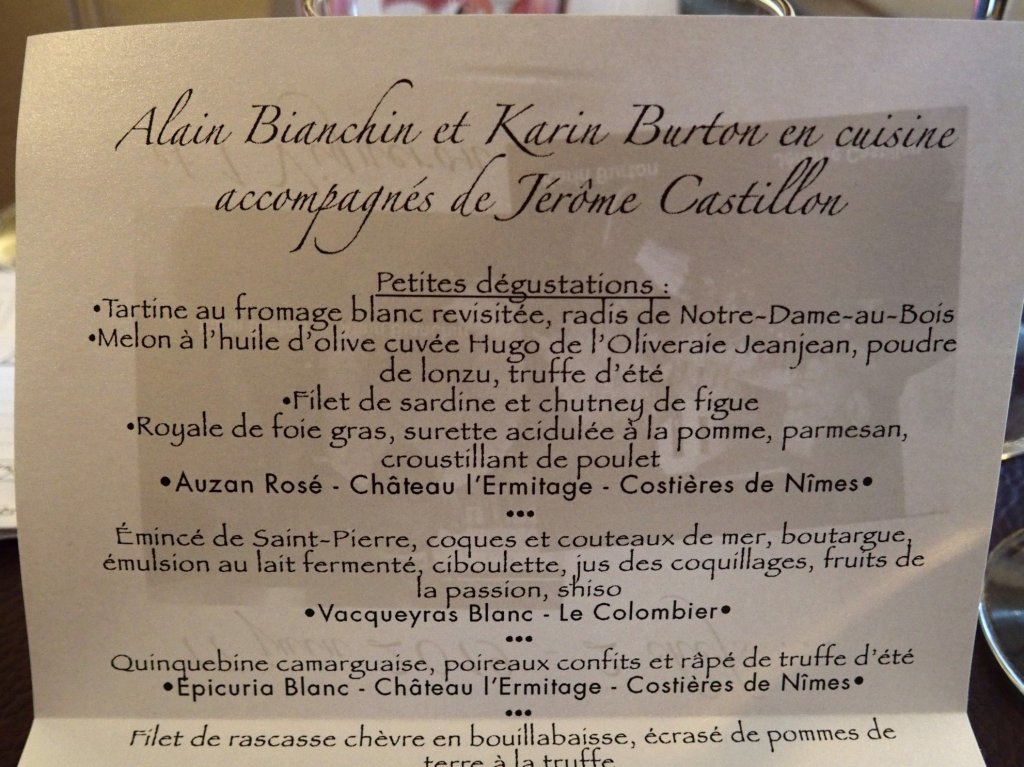 Alain Bianchin et Karin Burton en cuisine
accompagnés de Jérôme Castillon
Petites dégustations :
•Tartine au fromage blanc revisitée, radis de Notre-Dame-au-Bois
•Melon à l'huile d'olive cuvée Hugo de l'Oliveraie Jeanjean, poudre
de lonzu, truffe d'été
•Filet de sardine et chutney de figue
•Royale de foie gras, surette acidulée à la pomme, parmesan,
croustillant de poulet
•Auzan Rosé - Château l'Ermitage - Costières de Nîmes•
•••
Émincé de Saint-Pierre, coques et couteaux de mer, boutargue,
émulsion au lait fermenté, ciboulette, jus des coquillages, fruits de
la passion, shiso
•Vacqueyras Blanc - Le Colombier•
•••
Quinquebine camarguaise, poireaux confits et râpé de truffe d'été
•Epicuria Blanc - Château l'Ermitage - Costières de Nîmes•
•••
Filet de rascasse chèvre en bouillabaisse, écrasé de pommes de
terre à la truffe